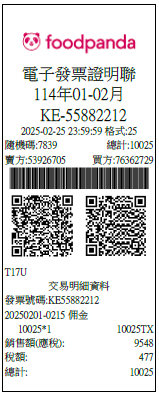 foodpanda
電子發票證明聯
114年01-02月
KE-55882212
2025-02-25 23:59:59 格式:25
隨機碼:7839 總計:10025
賣方:53926705 買方:76362729
T17U
交易明細資料
發票號碼:KE55882212
20250201-0215 佣金
10025*1 10025TX
銷售額(應稅): 9548
稅額: 477
總計: 10025